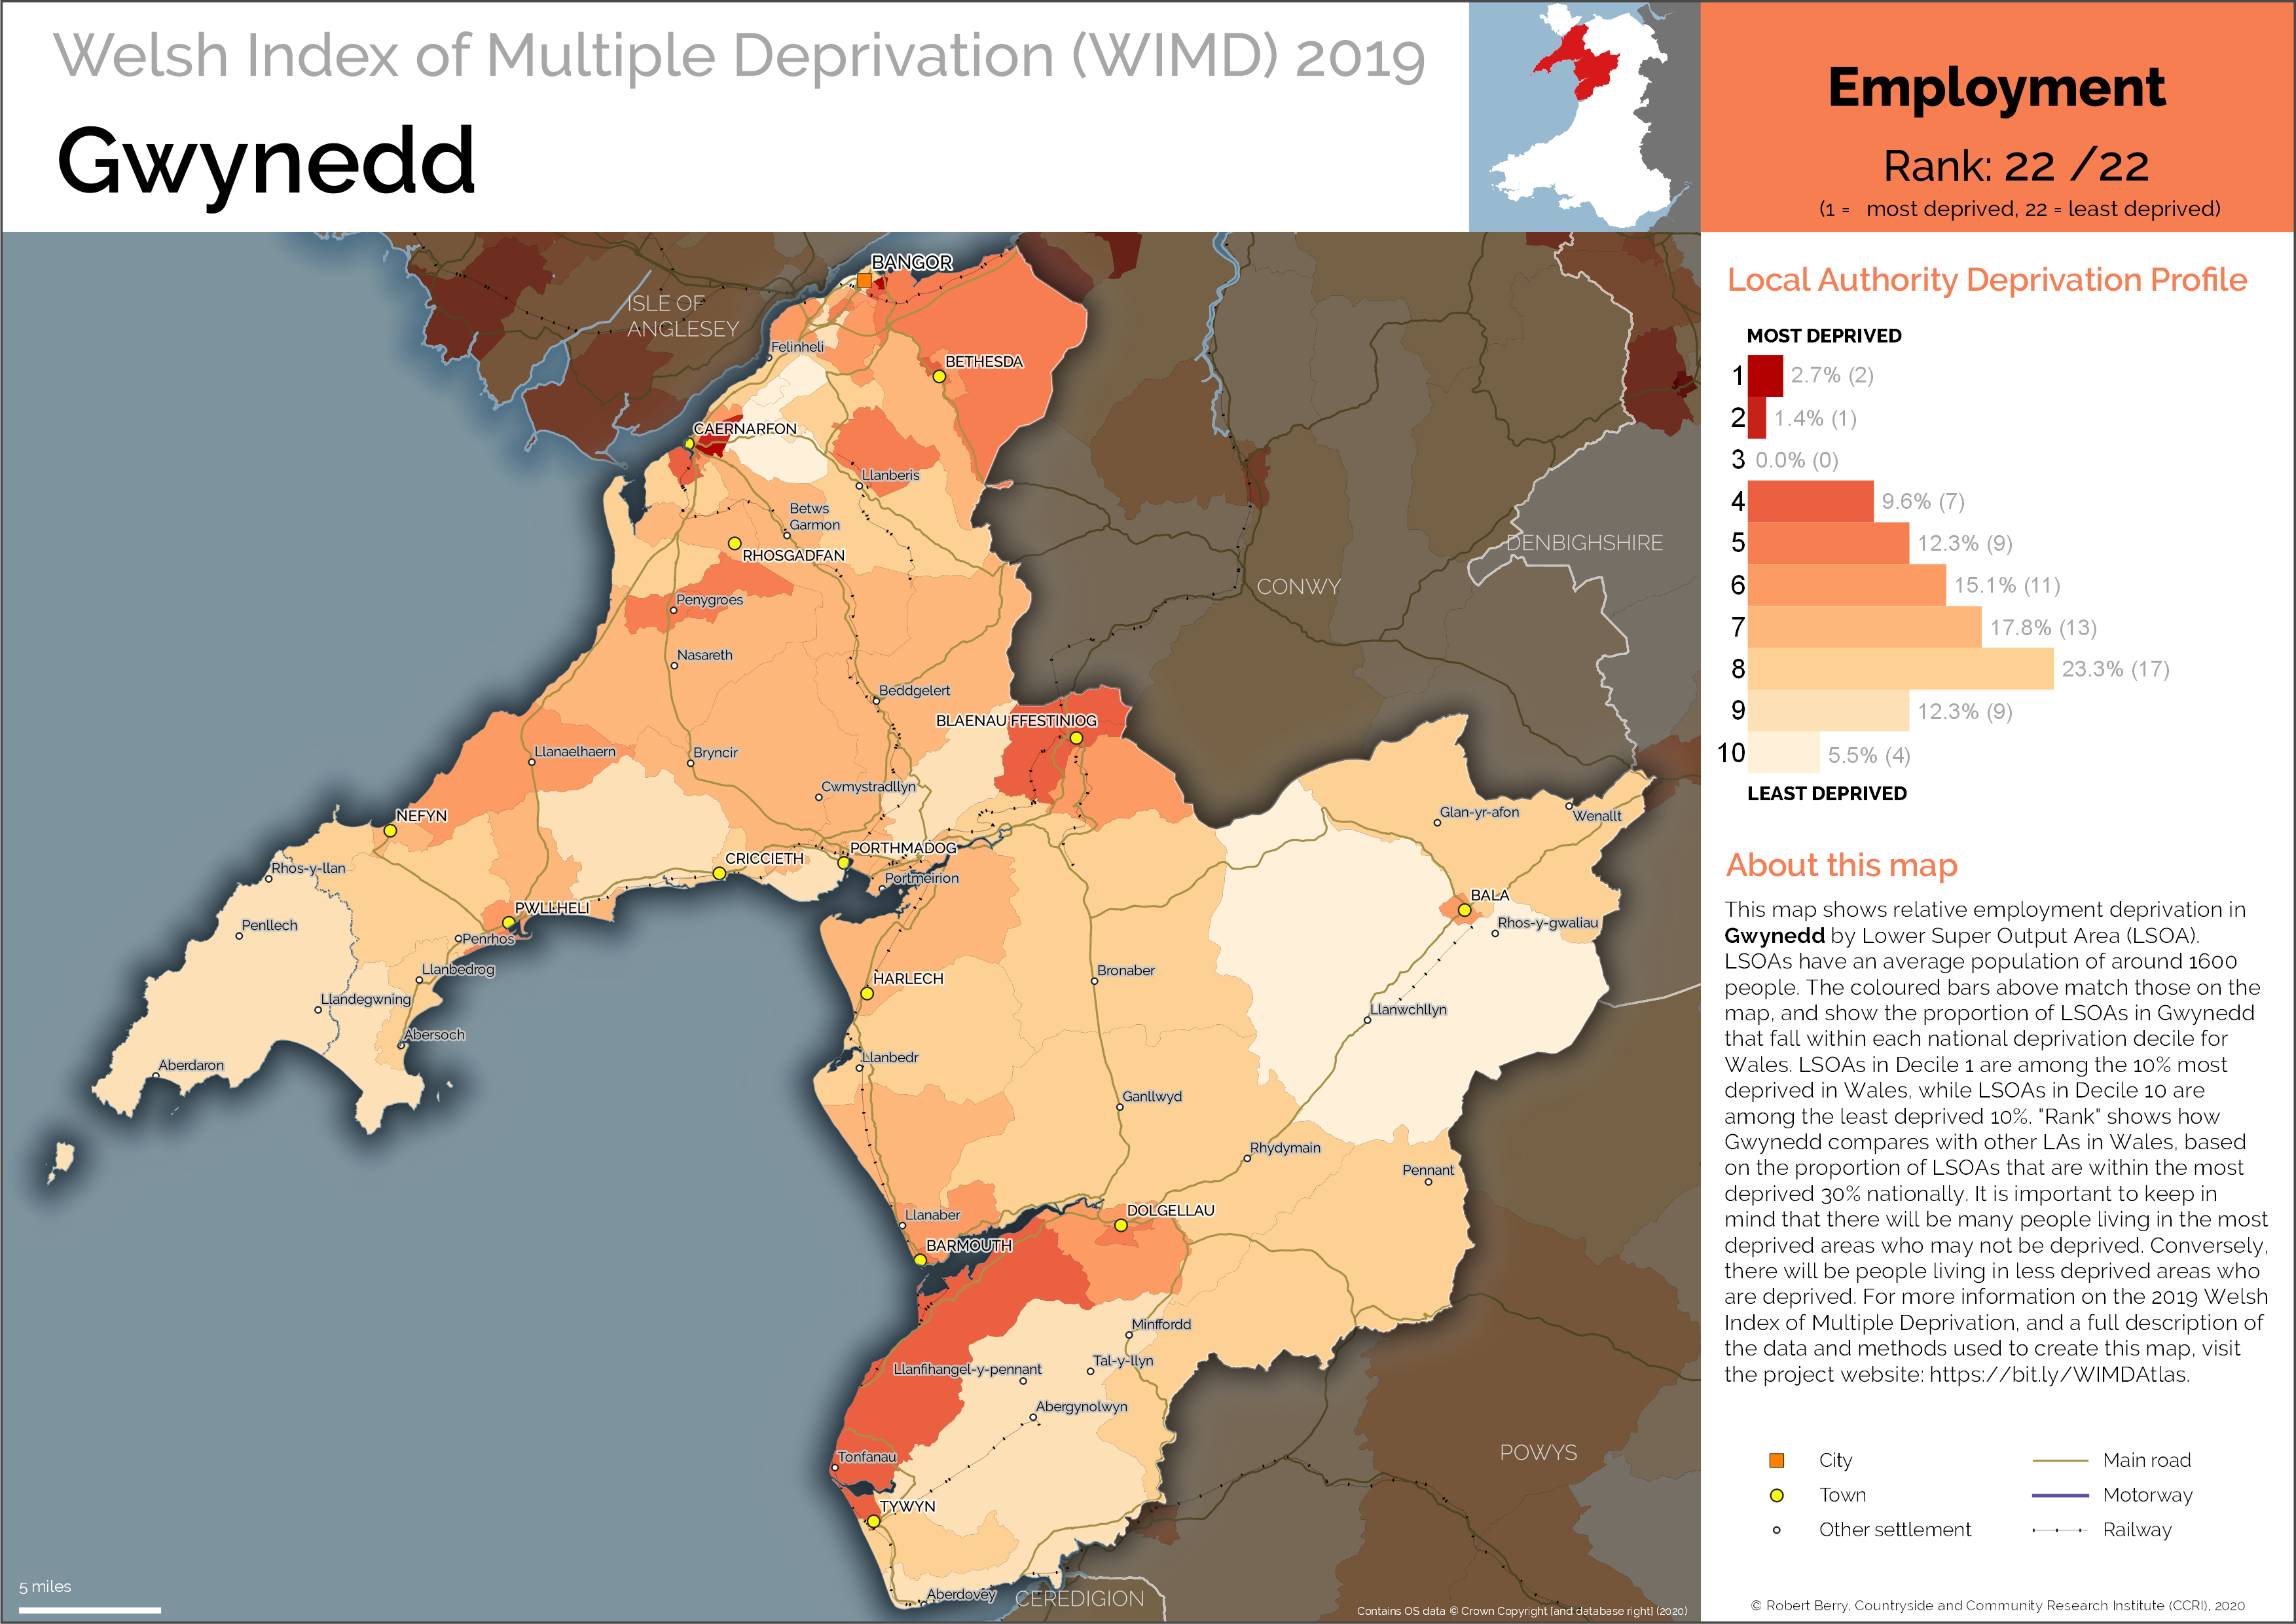 Welsh Index of Multiple Deprivation (WIMD) 2019
Gwynedd
Employment
Rank: 22 /22
(1 = most deprived, 22 = least deprived)
Local Authority Deprivation Profile
MOST DEPRIVED
1 2.7% (2)
2 1.4% (1)
3 0.0% (0)
4 9.6% (7)
5 12.3% (9)
6 15.1% (11)
7 17.8% (13)
8 23.3% (17)
9 12.3% (9)
10 5.5% (4)
LEAST DEPRIVED
About this map
This map shows relative employment deprivation in
Gwynedd by Lower Super Output Area (LSOA).
LSOAs have an average population of around 1600
people. The coloured bars above match those on the
map, and show the proportion of LSOAs in Gwynedd
that fall within each national deprivation decile for
Wales. LSOAs in Decile 1 are among the 10% most
deprived in Wales, while LSOAs in Decile 10 are
among the least deprived 10%. "Rank" shows how
Gwynedd compares with other LAs in Wales, based
on the proportion of LSOAs that are within the most
deprived 30% nationally. It is important to keep in
mind that there will be many people living in the most
deprived areas who may not be deprived. Conversely,
there will be people living in less deprived areas who
are deprived. For more information on the 2019 Welsh
Index of Multiple Deprivation, and a full description of
the data and methods used to create this map, visit
the project website: https://bit.ly/WIMDAtlas.
City
Town
Other settlement
Main road
Motorway
Railway
© Robert Berry, Countryside and Community Research Institute (CCRI), 2020
BANGOR
ISLE OF
ANGLESEY
Felinheli
BETHESDA
CAERNARFON
Llanberis
Betws
Garmon
RHOSGADFAN
DENBIGHSHIRE
CONWY
Penygroes
Nasareth
Beddgelert
BLAENAU FFESTINIOG
Llanaelhaern
Bryncir
Cwmystradllyn
Glan-yr-afon
Wenallt
NEFYN
PORTHMADOG
CRICCIETH
Rhos-y-llan
Portmeirion
BALA
PWLLHELI
Rhos-y-gwaliau
Penllech
Penrhos
Llanbedrog
Bronaber
HARLECH
Llandegwning
Llanwchllyn
Abersoch
Llanbedr
Aberdaron
Ganllwyd
Rhydymain
Pennant
Llanaber
DOLGELLAU
BARMOUTH
Minffordd
Tal-y-llyn
Llanfihangel-y-pennant
Abergynolwyn
POWYS
Tonfanau
TYWYN
Aberdovey
CEREDIGION
5 miles
Contains OS data © Crown Copyright [and database right] (2020)